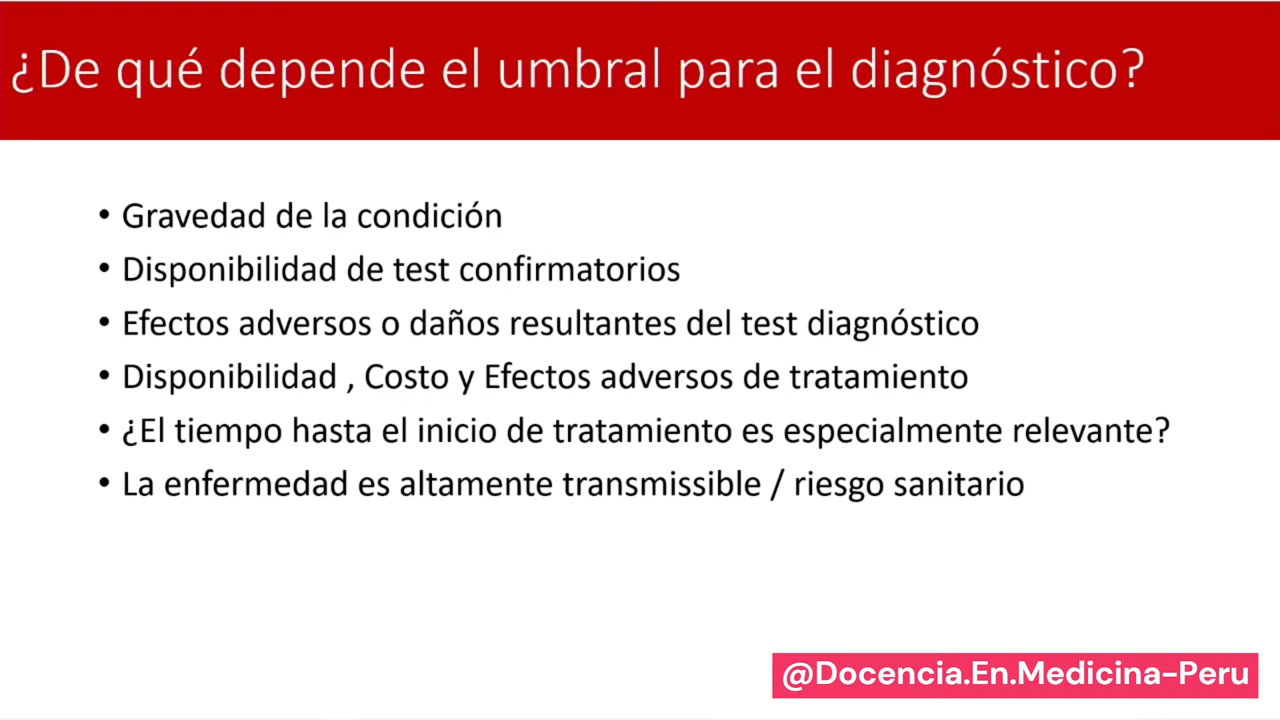 ¿De qué depende el umbral para el diagnóstico?
• Gravedad de la condición
• Disponibilidad de test confirmatorios
• Efectos adversos o daños resultantes del test diagnóstico
• Disponibilidad , Costo y Efectos adversos de tratamiento
• ¿El tiempo hasta el inicio de tratamiento es especialmente relevante?
• La enfermedad es altamente transmissible / riesgo sanitario
@Docencia.En.Medicina-Peru